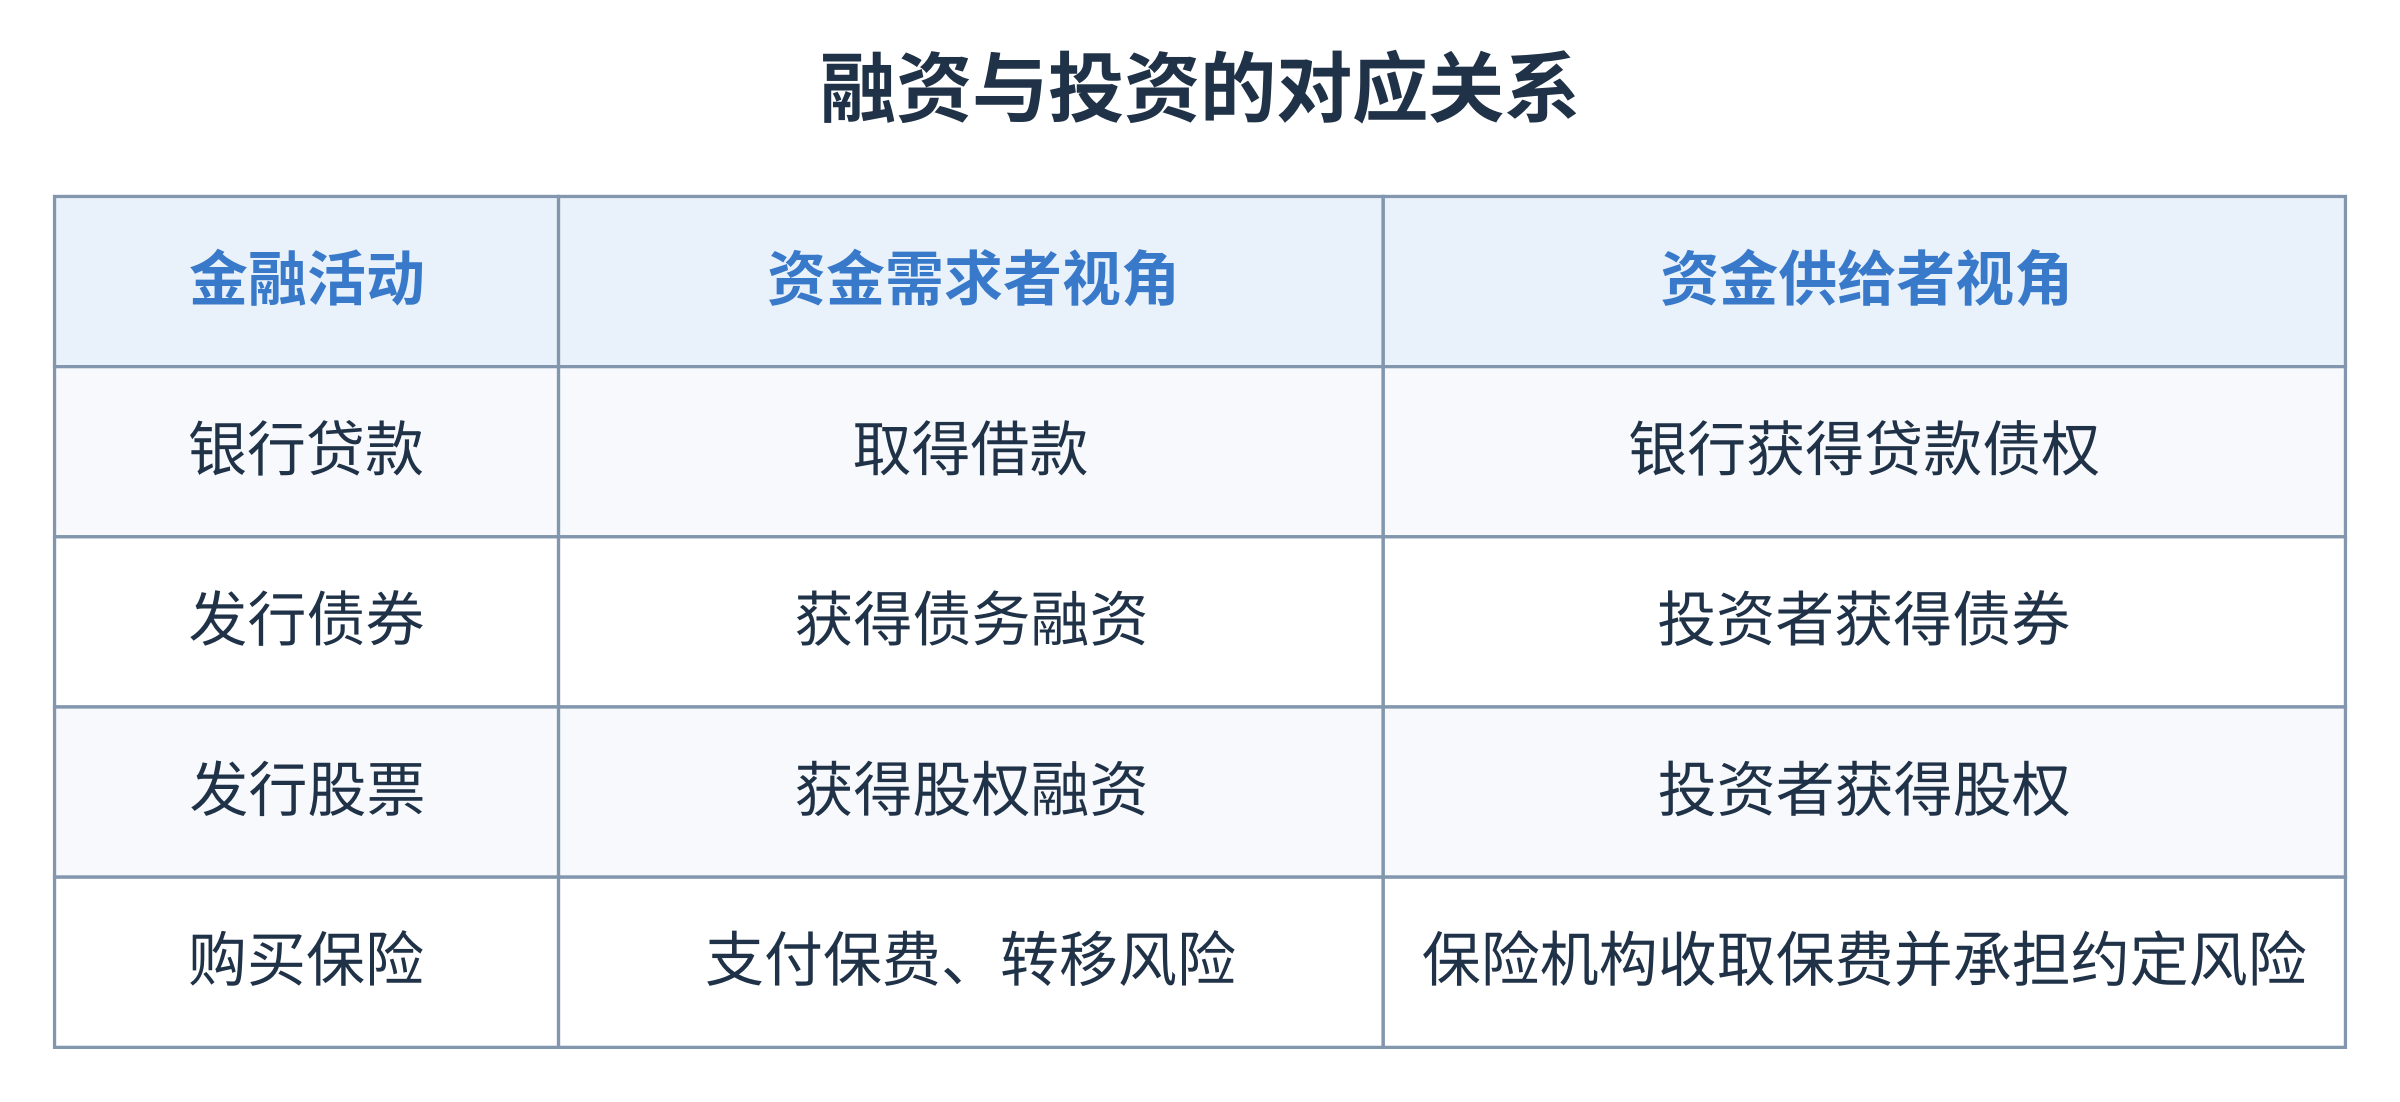 融资与投资的对应关系
金融活动 资金需求者视角 资金供给者视角
银行贷款 取得借款 银行获得贷款债权
发行债券 获得债务融资 投资者获得债券
发行股票 获得股权融资 投资者获得股权
购买保险 支付保费、转移风险 保险机构收取保费并承担约定风险